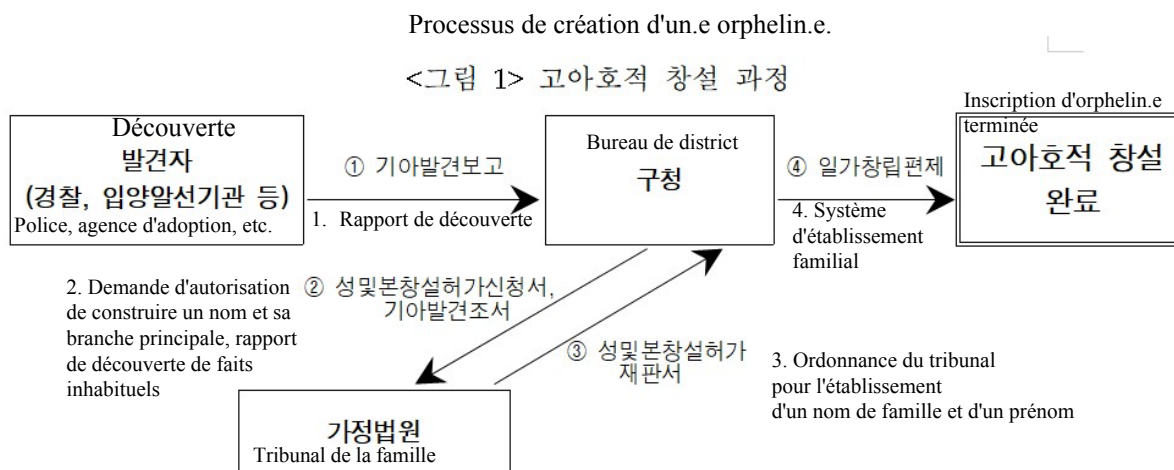 Processus de création d'un.e orphelin.e.
<그림 1> 고아호적 창설 과정
Découverte
발견자
(경찰, 입양알선기관 등)
Police, agence d'adoption, etc.
① 기아발견보고
1. Rapport de découverte
Bureau de district
구청
④ 일가창립편제
4. Système
d'établissement
familial
Inscription d'orphelin.e
terminée
고아호적 창설
완료
2. Demande d'autorisation
de construire un nom et sa
branche principale, rapport
de découverte de faits
inhabituels
② 성및본창설허가신청서,
기아발견조서
③ 성및본창설허가
재판서
3. Ordonnance du tribunal
pour l'établissement
d'un nom de famille et d'un prénom
가정법원
Tribunal de la famille